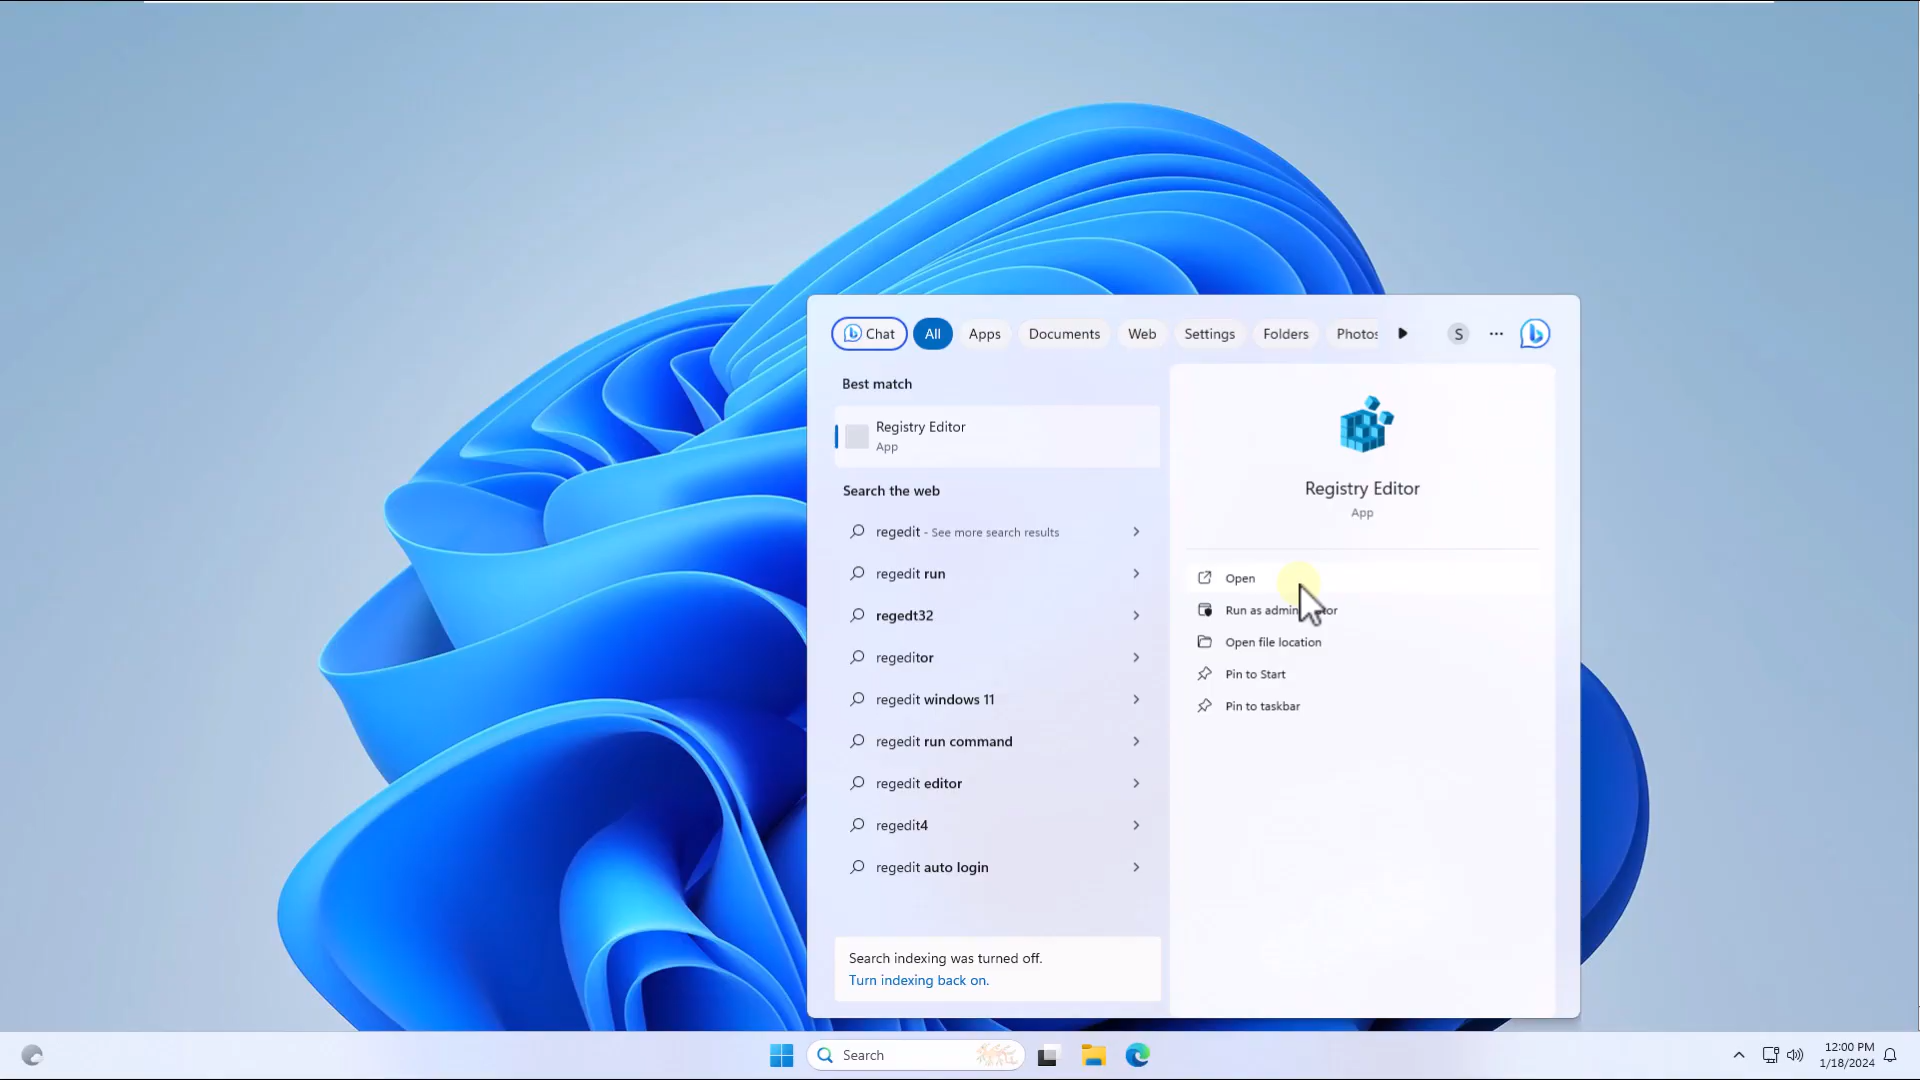 Chat
All
Apps
Documents
Web
Settings
Folders
Photos
S
Best match
Registry Editor
App
Search the web
regedit - See more search results
regedit run
regedt32
regeditor
regedit windows 11
regedit run command
regedit editor
regedit4
regedit auto login
Search indexing was turned off.
Turn indexing back on.
Registry Editor
App
Open
Run as admin or
Open file location
Pin to Start
Pin to taskbar
Search
12:00 PM
1/18/2024